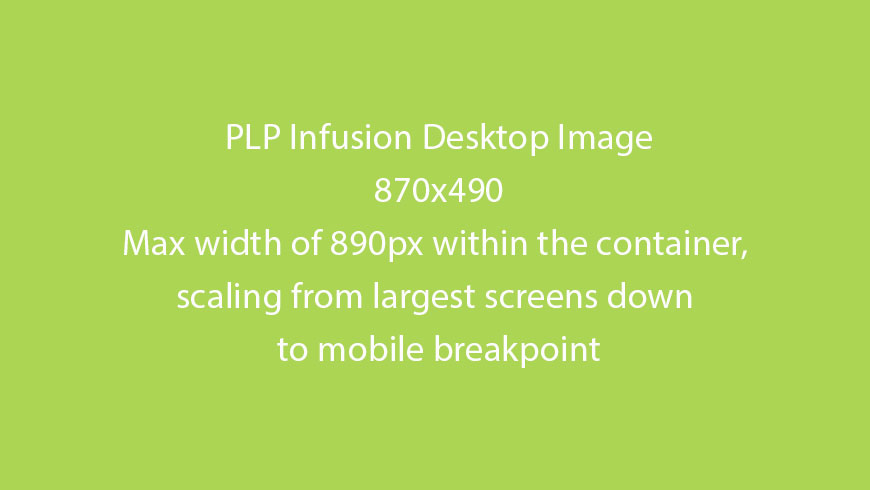 PLP Infusion Desktop Image
870x490
Max width of 890px within the container,
scaling from largest screens down
to mobile breakpoint